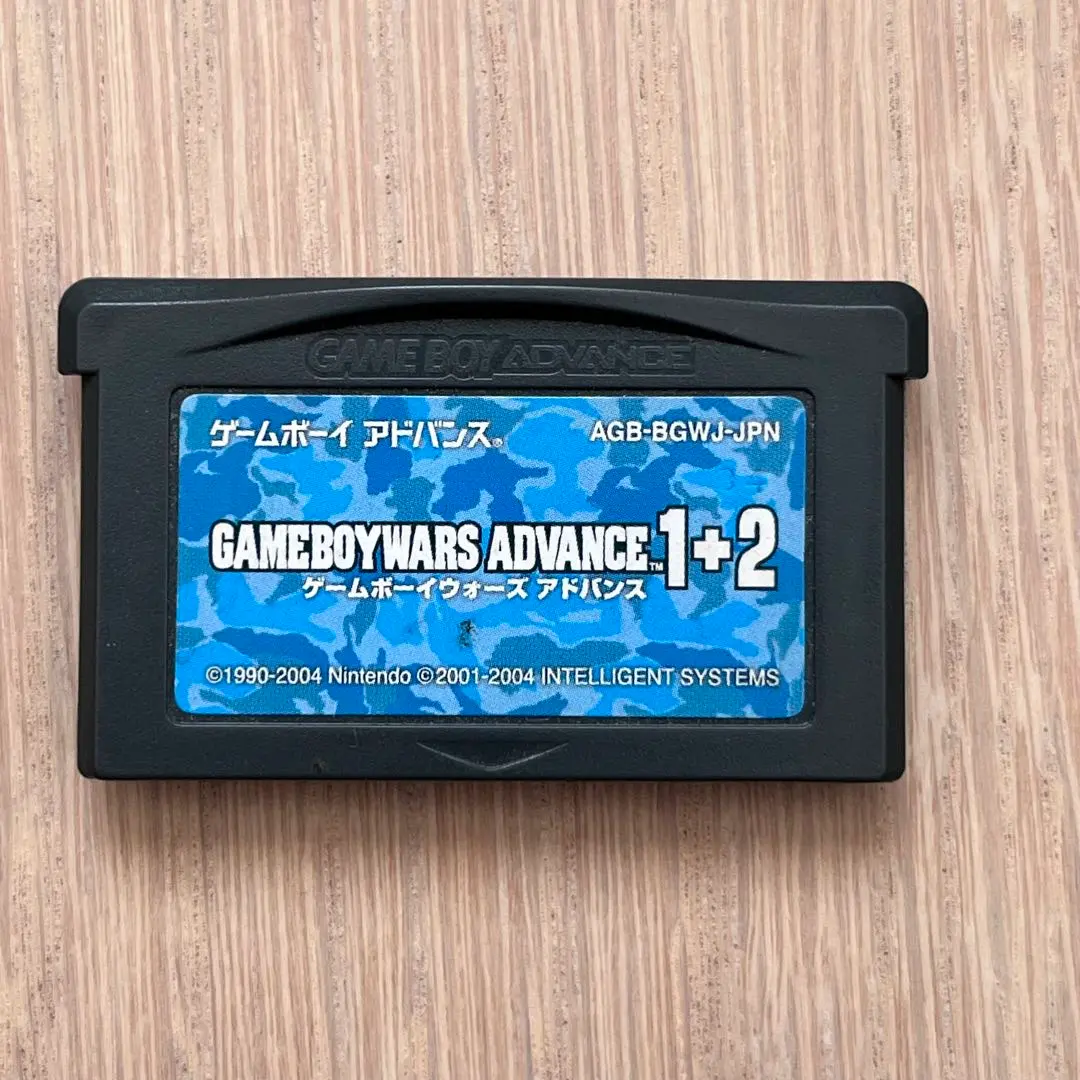 GAME BOY ADVANCE
ゲームボーイ アドバンス® AGB-BGWJ-JPN
GAMEBOYWARS ADVANCE™1+2
ゲームボーイウォーズ アドバンス
©1990-2004 Nintendo ©2001-2004 INTELLIGENT SYSTEMS